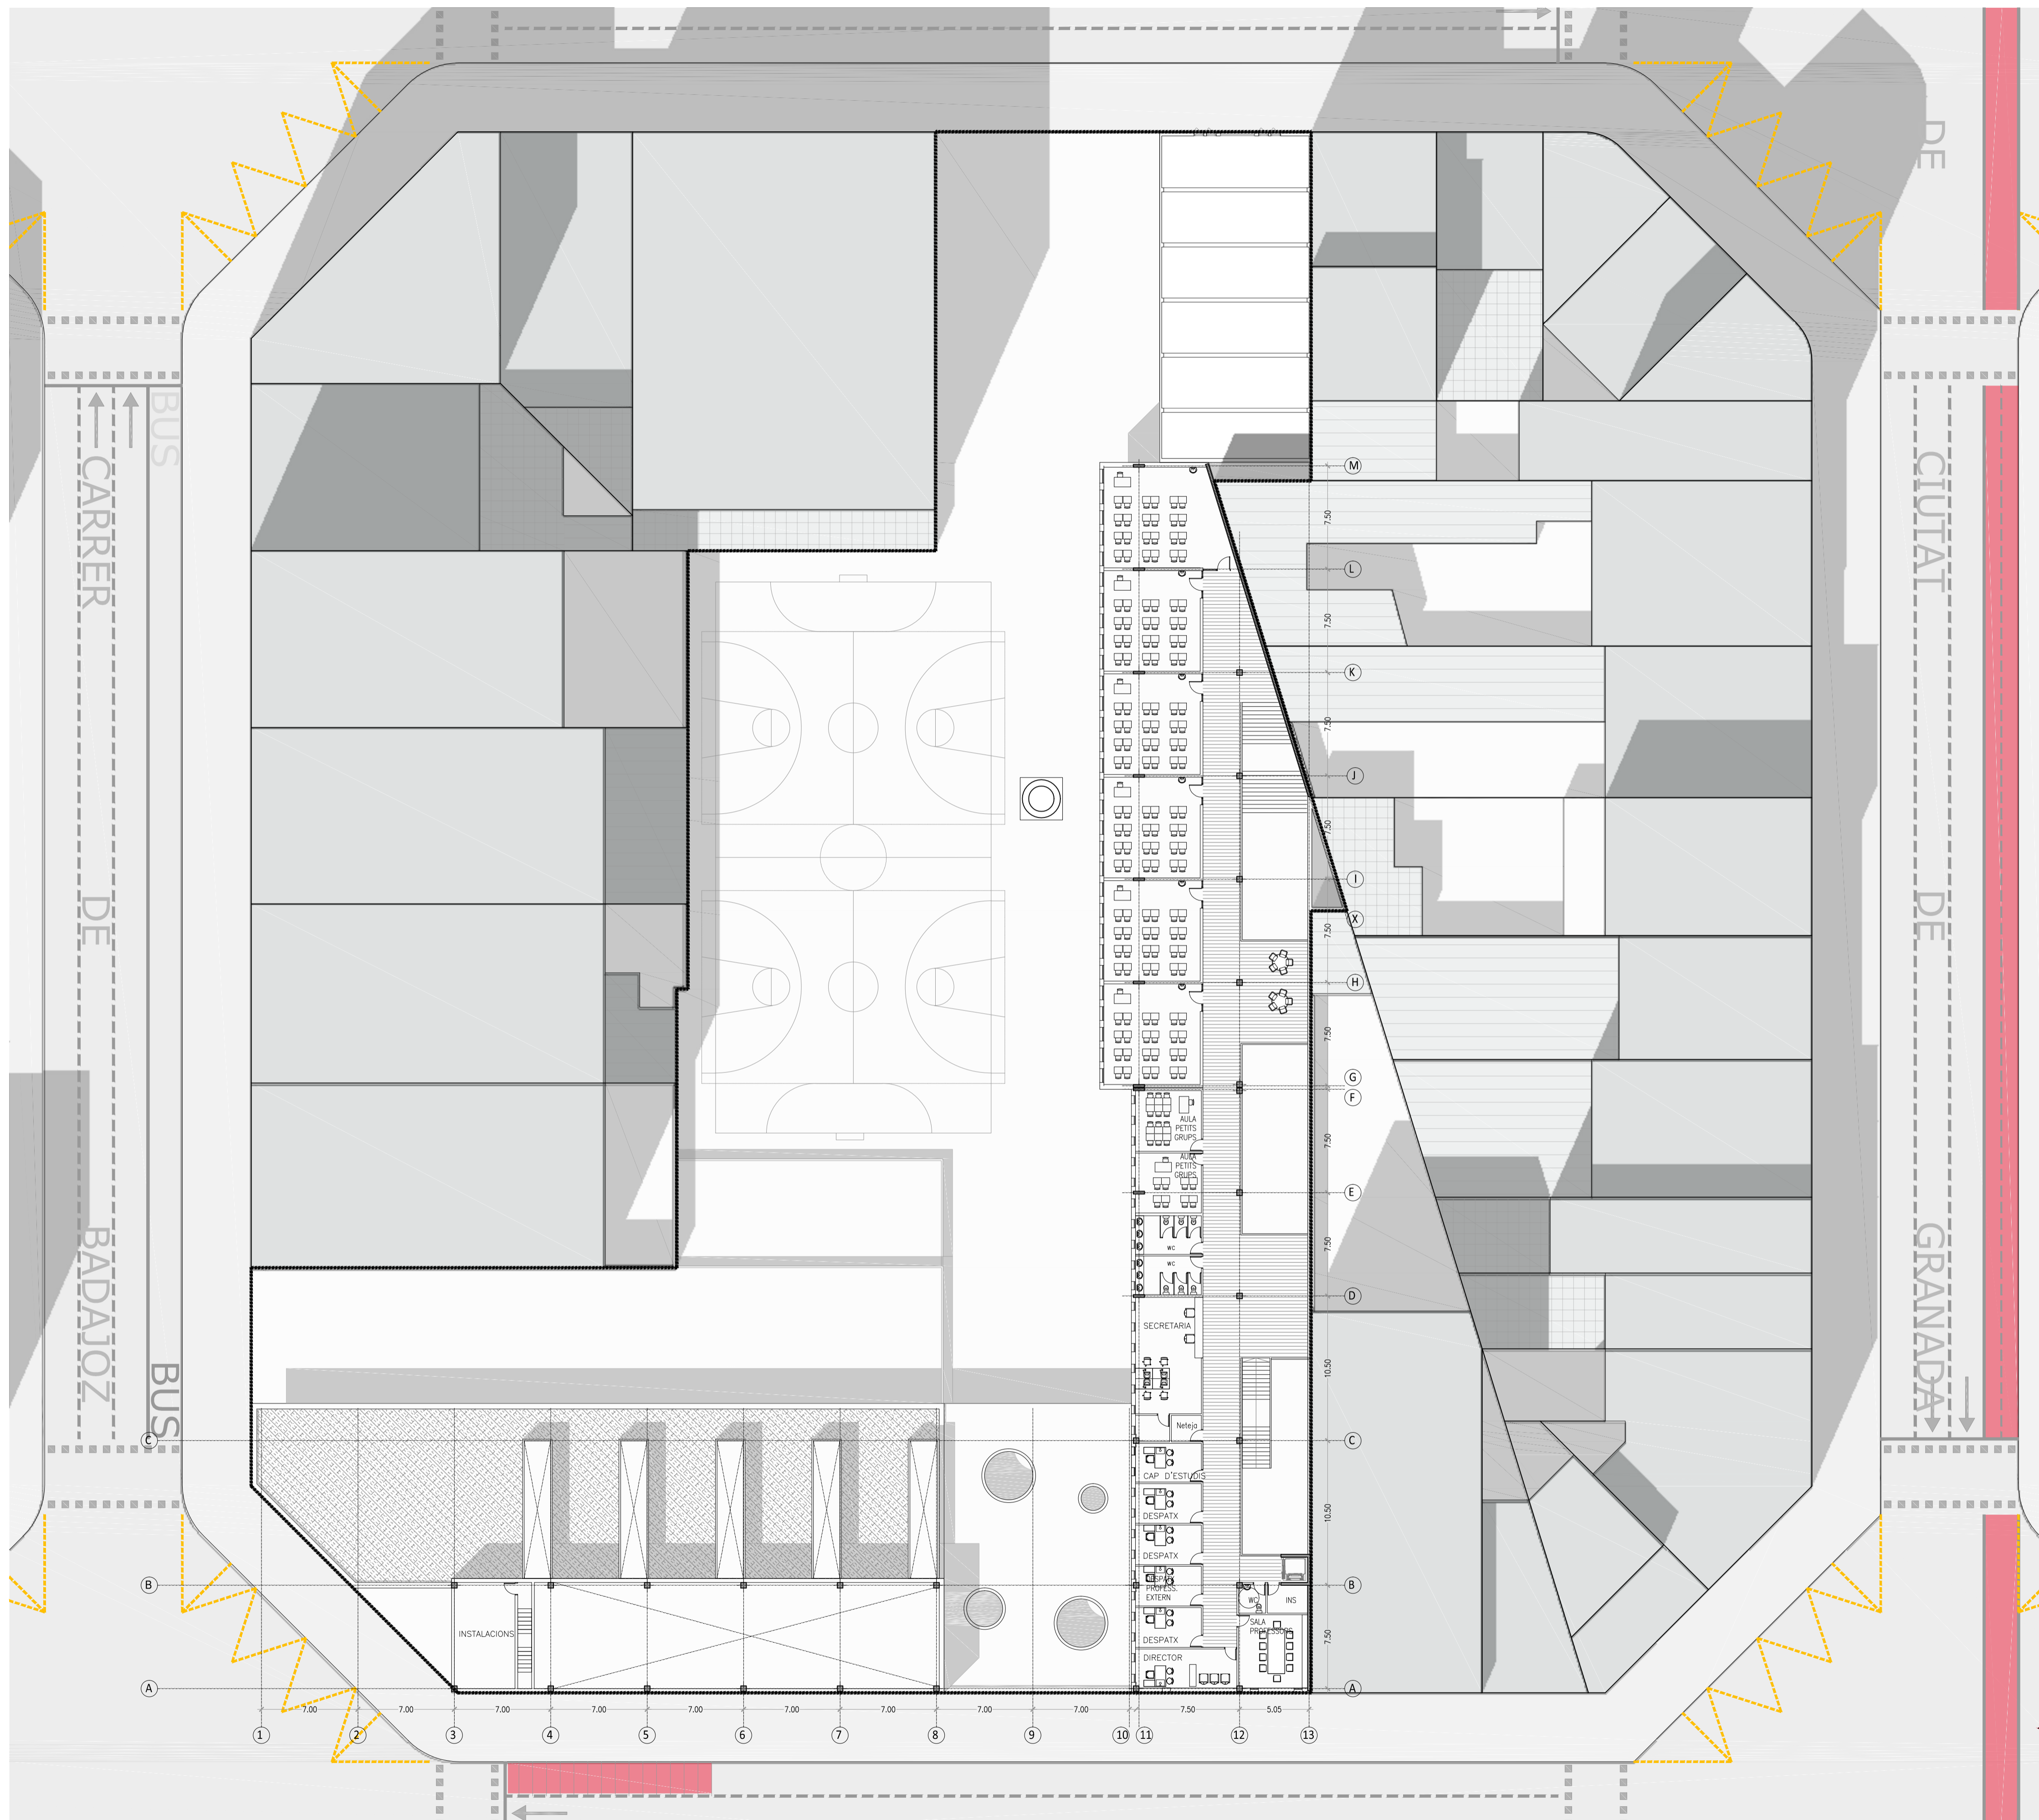 DE
BUS
CARRER
CIUTAT
M
7.50
L
7.50
K
7.50
J
7.50
I
X
7.50
DE
DE
H
7.50
G
F
AULA
PETITS
GRUPS
7.50
AULA
PETITS
GRUPS
E
BADAJOZ
GRANADA
WC
7.50
WC
D
SECRETARIA
10.50
BUS
Neteja
C
C
CAP D'ESTUDIS
DESPATX
10.50
DESPATX
B
DESPATX
PROFESS.
EXTERN
B
WC
INS
INSTALACIONS
SALA
PROFESSORS
7.50
DESPATX
DIRECTOR
A
A
7.00 7.00 7.00 7.00 7.00 7.00 7.00 7.00 7.00 7.50 5.05
1 2 3 4 5 6 7 8 9 10 11 12 13